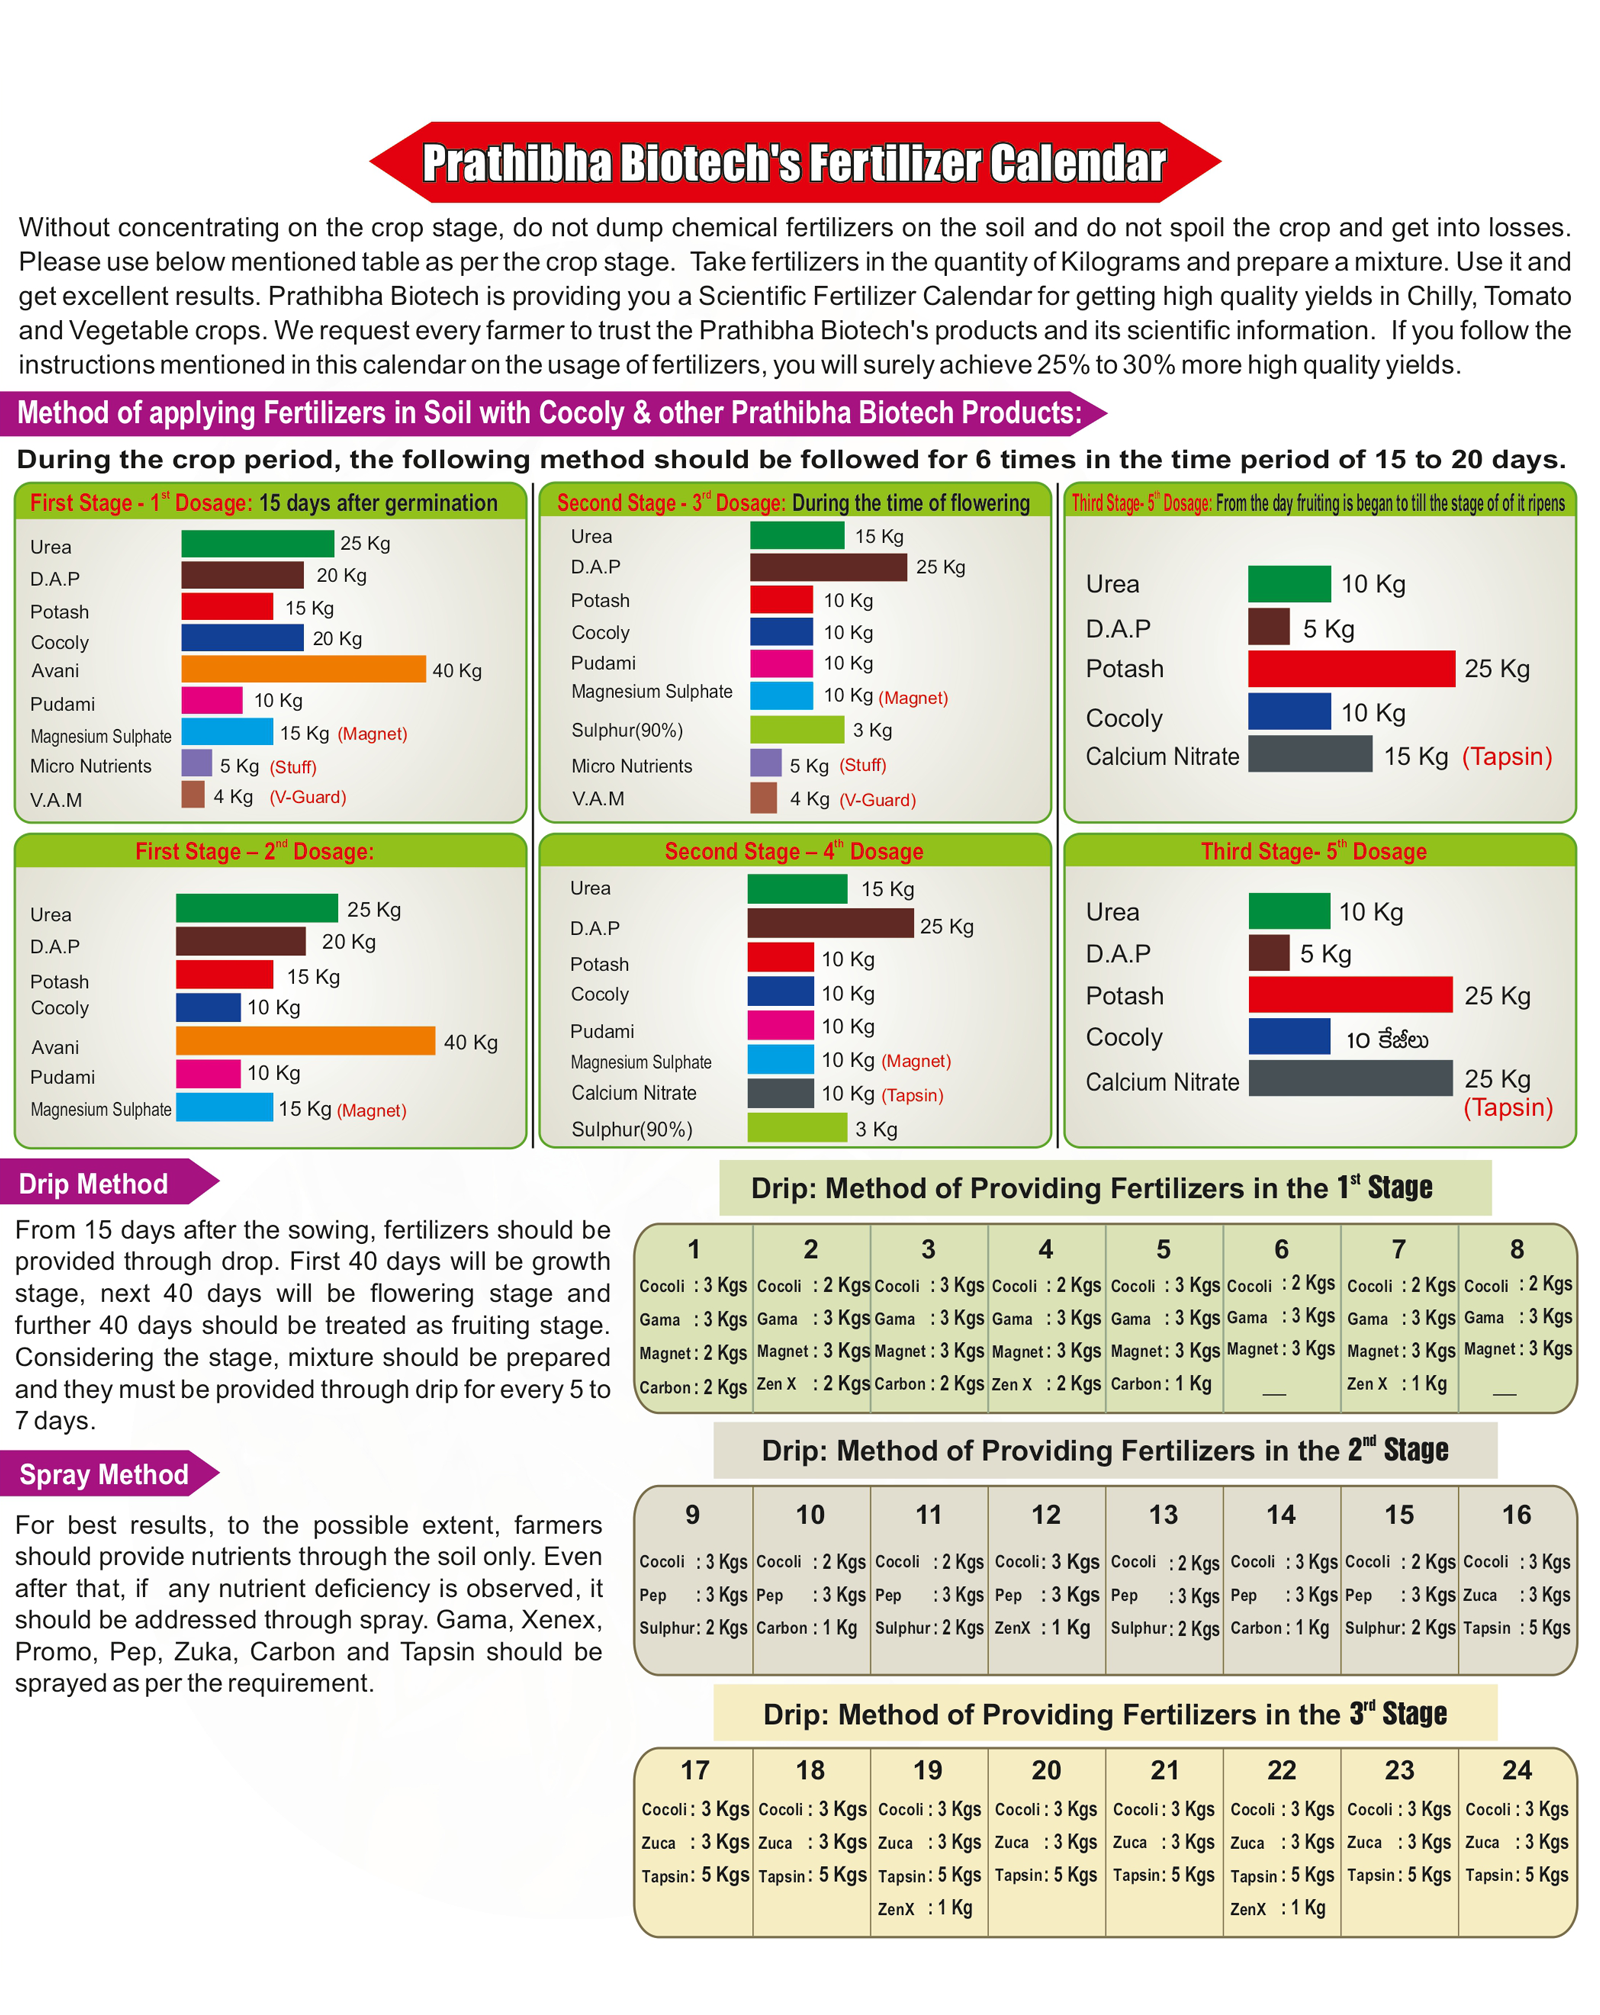 Prathibha Biotech's Fertilizer Calendar
Without concentrating on the crop stage, do not dump chemical fertilizers on the soil and do not spoil the crop and get into losses.
Please use below mentioned table as per the crop stage. Take fertilizers in the quantity of Kilograms and prepare a mixture. Use it and
get excellent results. Prathibha Biotech is providing you a Scientific Fertilizer Calendar for getting high quality yields in Chilly, Tomato
and Vegetable crops. We request every farmer to trust the Prathibha Biotech's products and its scientific information. If you follow the
instructions mentioned in this calendar on the usage of fertilizers, you will surely achieve 25% to 30% more high quality yields.
Method of applying Fertilizers in Soil with Cocoly & other Prathibha Biotech Products:
During the crop period, the following method should be followed for 6 times in the time period of 15 to 20 days.
First Stage - 1st Dosage: 15 days after germination
Urea 25 Kg
D.A.P 20 Kg
Potash 15 Kg
Cocoly 20 Kg
Avani 40 Kg
Pudami 10 Kg
Magnesium Sulphate 15 Kg (Magnet)
Micro Nutrients 5 Kg (Stuff)
V.A.M 4 Kg (V-Guard)
Second Stage - 3rd Dosage: During the time of flowering
Urea 15 Kg
D.A.P 25 Kg
Potash 10 Kg
Cocoly 10 Kg
Pudami 10 Kg
Magnesium Sulphate 10 Kg (Magnet)
Sulphur(90%) 3 Kg
Micro Nutrients 5 Kg (Stuff)
V.A.M 4 Kg (V-Guard)
Third Stage- 5th Dosage: From the day fruiting is began to till the stage of of it ripens
Urea 10 Kg
D.A.P 5 Kg
Potash 25 Kg
Cocoly 10 Kg
Calcium Nitrate 15 Kg (Tapsin)
First Stage – 2nd Dosage:
Urea 25 Kg
D.A.P 20 Kg
Potash 15 Kg
Cocoly 10 Kg
Avani 40 Kg
Pudami 10 Kg
Magnesium Sulphate 15 Kg (Magnet)
Second Stage – 4th Dosage
Urea 15 Kg
D.A.P 25 Kg
Potash 10 Kg
Cocoly 10 Kg
Pudami 10 Kg
Magnesium Sulphate 10 Kg (Magnet)
Calcium Nitrate 10 Kg (Tapsin)
Sulphur(90%) 3 Kg
Third Stage- 5th Dosage
Urea 10 Kg
D.A.P 5 Kg
Potash 25 Kg
Cocoly 10 కేజీలు
Calcium Nitrate 25 Kg
(Tapsin)
Drip Method
From 15 days after the sowing, fertilizers should be
provided through drop. First 40 days will be growth
stage, next 40 days will be flowering stage and
further 40 days should be treated as fruiting stage.
Considering the stage, mixture should be prepared
and they must be provided through drip for every 5 to
7 days.
Spray Method
For best results, to the possible extent, farmers
should provide nutrients through the soil only. Even
after that, if any nutrient deficiency is observed, it
should be addressed through spray. Gama, Xenex,
Promo, Pep, Zuka, Carbon and Tapsin should be
sprayed as per the requirement.
Drip: Method of Providing Fertilizers in the 1st Stage
1 2 3 4 5 6 7 8
Cocoli : 3 Kgs Cocoli : 2 Kgs Cocoli : 3 Kgs Cocoli : 2 Kgs Cocoli : 3 Kgs Cocoli : 2 Kgs Cocoli : 2 Kgs Cocoli : 2 Kgs
Gama : 3 Kgs Gama : 3 Kgs Gama : 3 Kgs Gama : 3 Kgs Gama : 3 Kgs Gama : 3 Kgs Gama : 3 Kgs Gama : 3 Kgs
Magnet : 2 Kgs Magnet : 3 Kgs Magnet : 3 Kgs Magnet : 3 Kgs Magnet : 3 Kgs Magnet : 3 Kgs Magnet : 3 Kgs Magnet : 3 Kgs
Carbon : 2 Kgs Zen X : 2 Kgs Carbon : 2 Kgs Zen X : 2 Kgs Carbon : 1 Kg __ Zen X : 1 Kg __
Drip: Method of Providing Fertilizers in the 2nd Stage
9 10 11 12 13 14 15 16
Cocoli : 3 Kgs Cocoli : 2 Kgs Cocoli : 2 Kgs Cocoli : 3 Kgs Cocoli : 2 Kgs Cocoli : 3 Kgs Cocoli : 2 Kgs Cocoli : 3 Kgs
Pep : 3 Kgs Pep : 3 Kgs Pep : 3 Kgs Pep : 3 Kgs Pep : 3 Kgs Pep : 3 Kgs Pep : 3 Kgs Zuca : 3 Kgs
Sulphur : 2 Kgs Carbon : 1 Kg Sulphur : 2 Kgs ZenX : 1 Kg Sulphur : 2 Kgs Carbon : 1 Kg Sulphur : 2 Kgs Tapsin : 5 Kgs
Drip: Method of Providing Fertilizers in the 3rd Stage
17 18 19 20 21 22 23 24
Cocoli : 3 Kgs Cocoli : 3 Kgs Cocoli : 3 Kgs Cocoli : 3 Kgs Cocoli : 3 Kgs Cocoli : 3 Kgs Cocoli : 3 Kgs Cocoli : 3 Kgs
Zuca : 3 Kgs Zuca : 3 Kgs Zuca : 3 Kgs Zuca : 3 Kgs Zuca : 3 Kgs Zuca : 3 Kgs Zuca : 3 Kgs Zuca : 3 Kgs
Tapsin : 5 Kgs Tapsin : 5 Kgs Tapsin : 5 Kgs Tapsin : 5 Kgs Tapsin : 5 Kgs Tapsin : 5 Kgs Tapsin : 5 Kgs Tapsin : 5 Kgs
ZenX : 1 Kg ZenX : 1 Kg